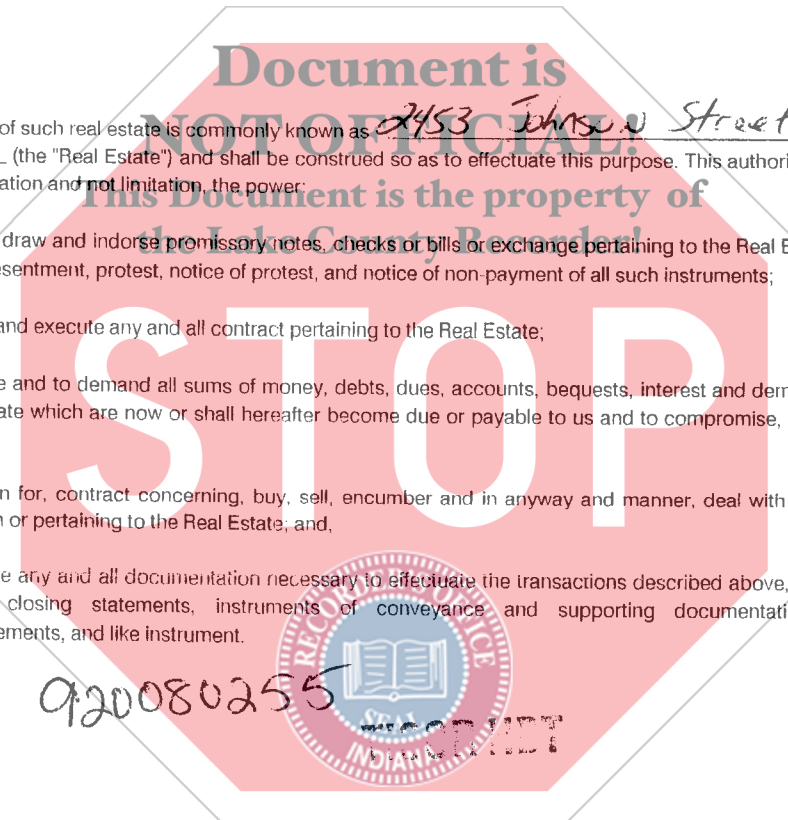 Document is
of such real estate is commonly known as 2453 Johnson Street
NOT OFFICIAL!
(the "Real Estate") and shall be construed so as to effectuate this purpose. This authori
ation and not limitation, the power:
This Document is the property of
the Lake County Recorder!
draw and indorse promissory notes, checks or bills or exchange pertaining to the Real E
esentment, protest, notice of protest, and notice of non-payment of all such instruments;
and execute any and all contract pertaining to the Real Estate;
e and to demand all sums of money, debts, dues, accounts, bequests, interest and dem
ate which are now or shall hereafter become due or payable to us and to compromise,
STOP
n for, contract concerning, buy, sell, encumber and in anyway and manner, deal with
n or pertaining to the Real Estate; and,
e any and all documentation necessary to effectuate the transactions described above,
closing statements, instruments of conveyance and supporting documentati
ements, and like instrument.
RECORDER'S OFFICE
920080255
SEAL
INDIANA